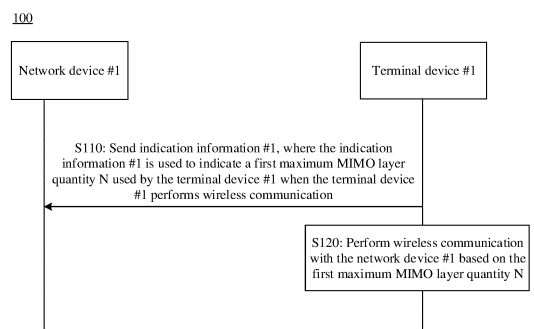 100
Network device #1
Terminal device #1
S110: Send indication information #1, where the indication
information #1 is used to indicate a first maximum MIMO layer
quantity N used by the terminal device #1 when the terminal device
#1 performs wireless communication
S120: Perform wireless communication
with the network device #1 based on the
first maximum MIMO layer quantity N